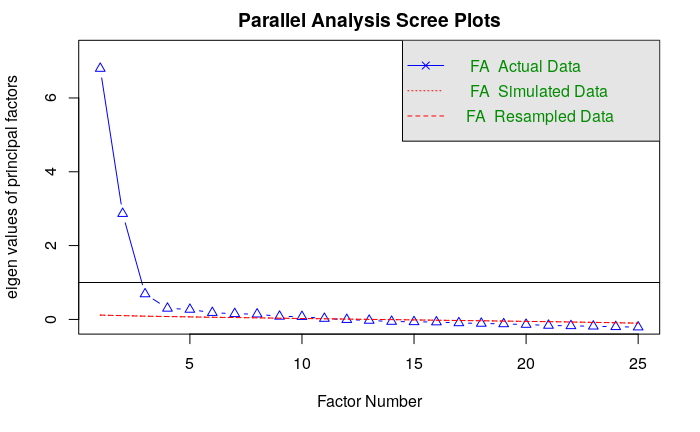 Parallel Analysis Scree Plots
eigen values of principal factors
6
4
2
0
FA Actual Data
FA Simulated Data
FA Resampled Data
5 10 15 20 25
Factor Number